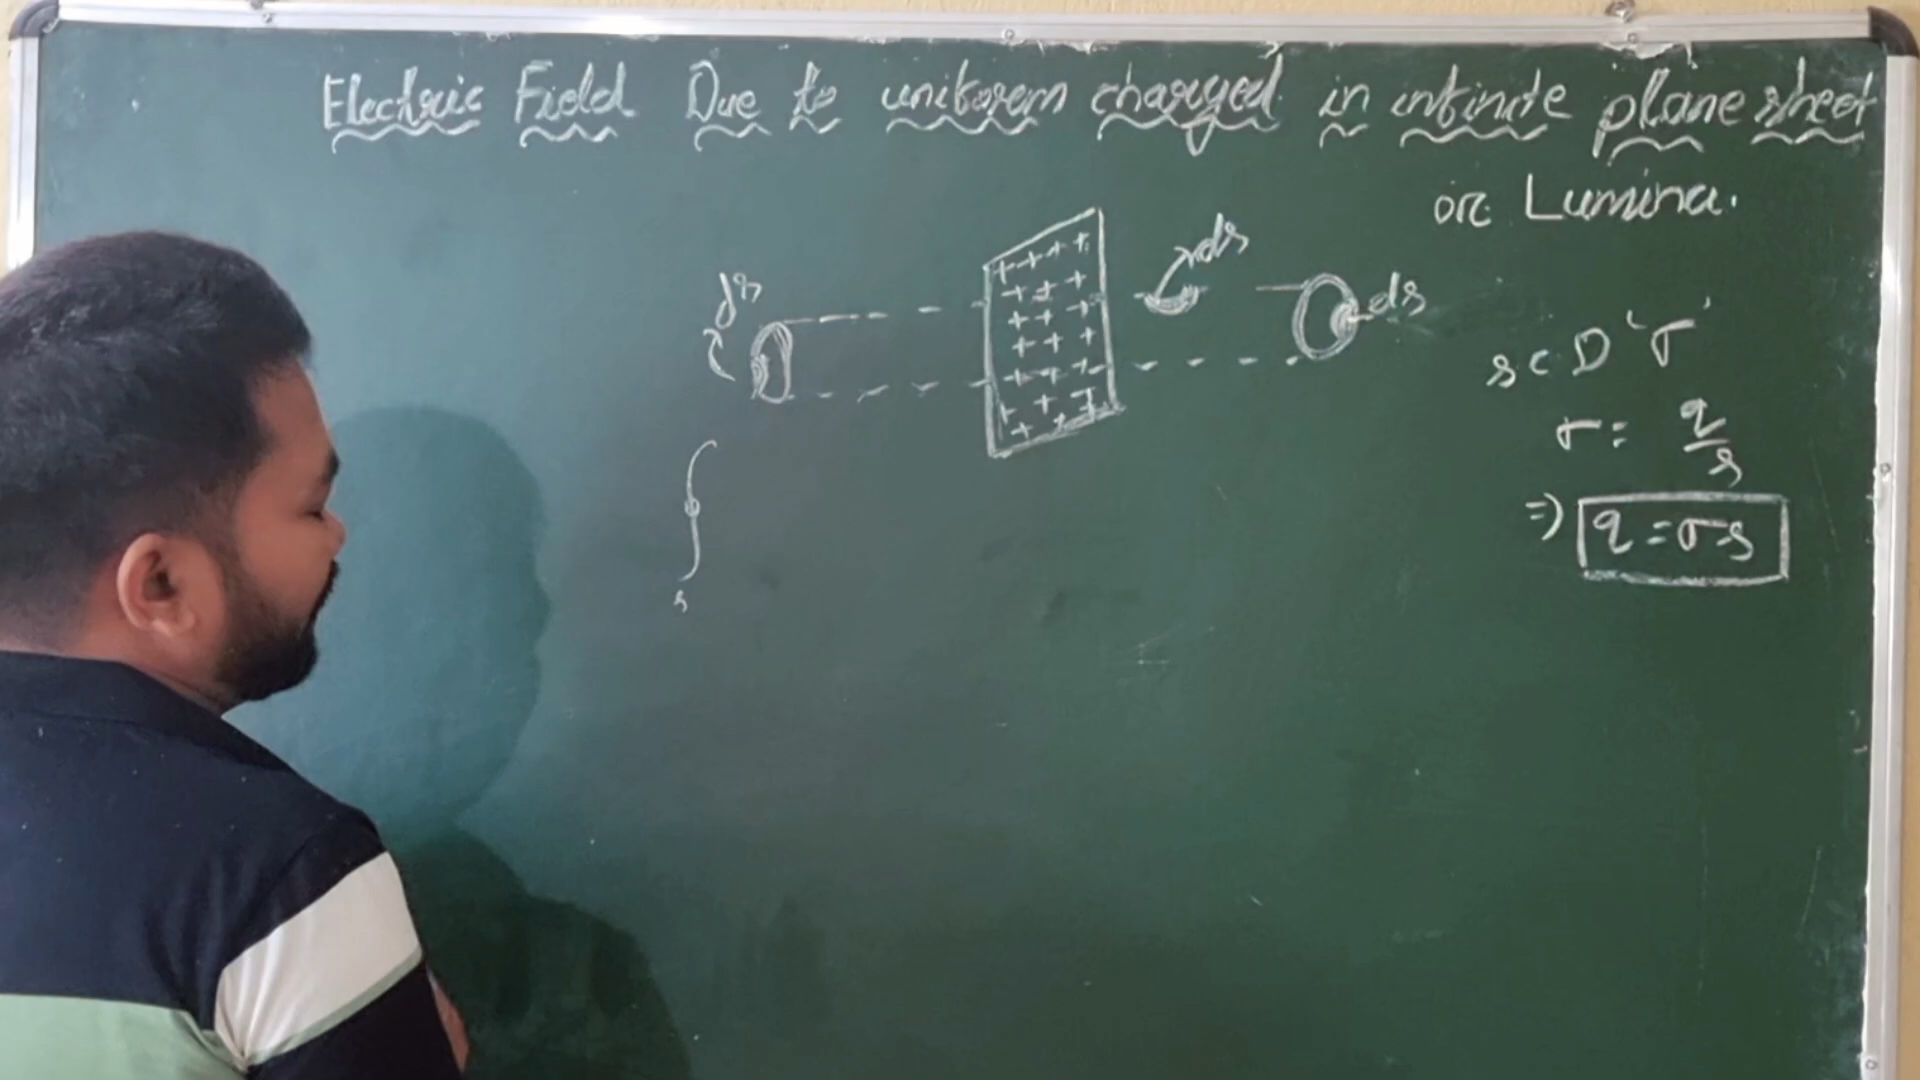 Electric Field Due to uniform charged in infinite plane sheet
or Lumina.
ds
ds
ds
+ + + +
+ + +
+ + +
+ + +
+ + +
+ + +
+ +
s c D 'σ'
σ = q/s
⇒ q = σs
∮
s